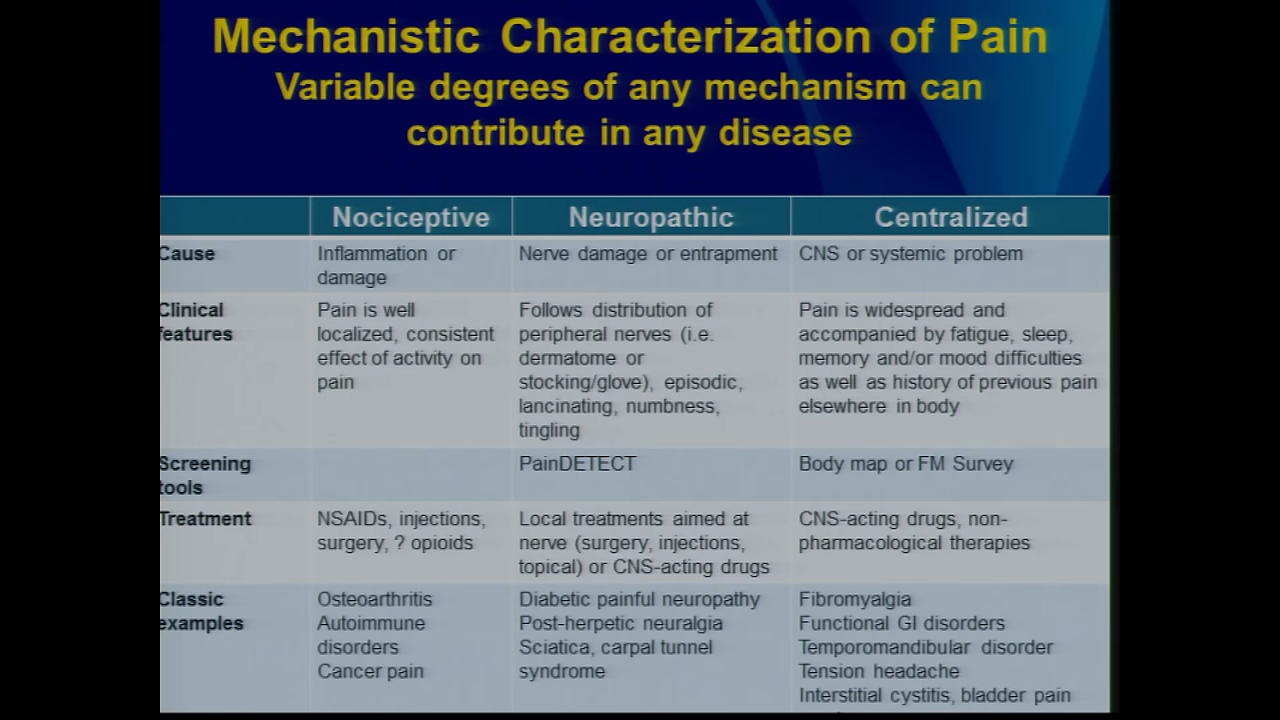 Mechanistic Characterization of Pain
Variable degrees of any mechanism can
contribute in any disease
Nociceptive Neuropathic Centralized
Cause
Inflammation or
damage
Nerve damage or entrapment
CNS or systemic problem
Clinical
features
Pain is well
localized, consistent
effect of activity on
pain
Follows distribution of
peripheral nerves (i.e.
dermatome or
stocking/glove), episodic,
lancinating, numbness,
tingling
Pain is widespread and
accompanied by fatigue, sleep,
memory and/or mood difficulties
as well as history of previous pain
elsewhere in body
Screening
tools
PainDETECT
Body map or FM Survey
Treatment
NSAIDs, injections,
surgery, ? opioids
Local treatments aimed at
nerve (surgery, injections,
topical) or CNS-acting drugs
CNS-acting drugs, non-
pharmacological therapies
Classic
examples
Osteoarthritis
Autoimmune
disorders
Cancer pain
Diabetic painful neuropathy
Post-herpetic neuralgia
Sciatica, carpal tunnel
syndrome
Fibromyalgia
Functional GI disorders
Temporomandibular disorder
Tension headache
Interstitial cystitis, bladder pain